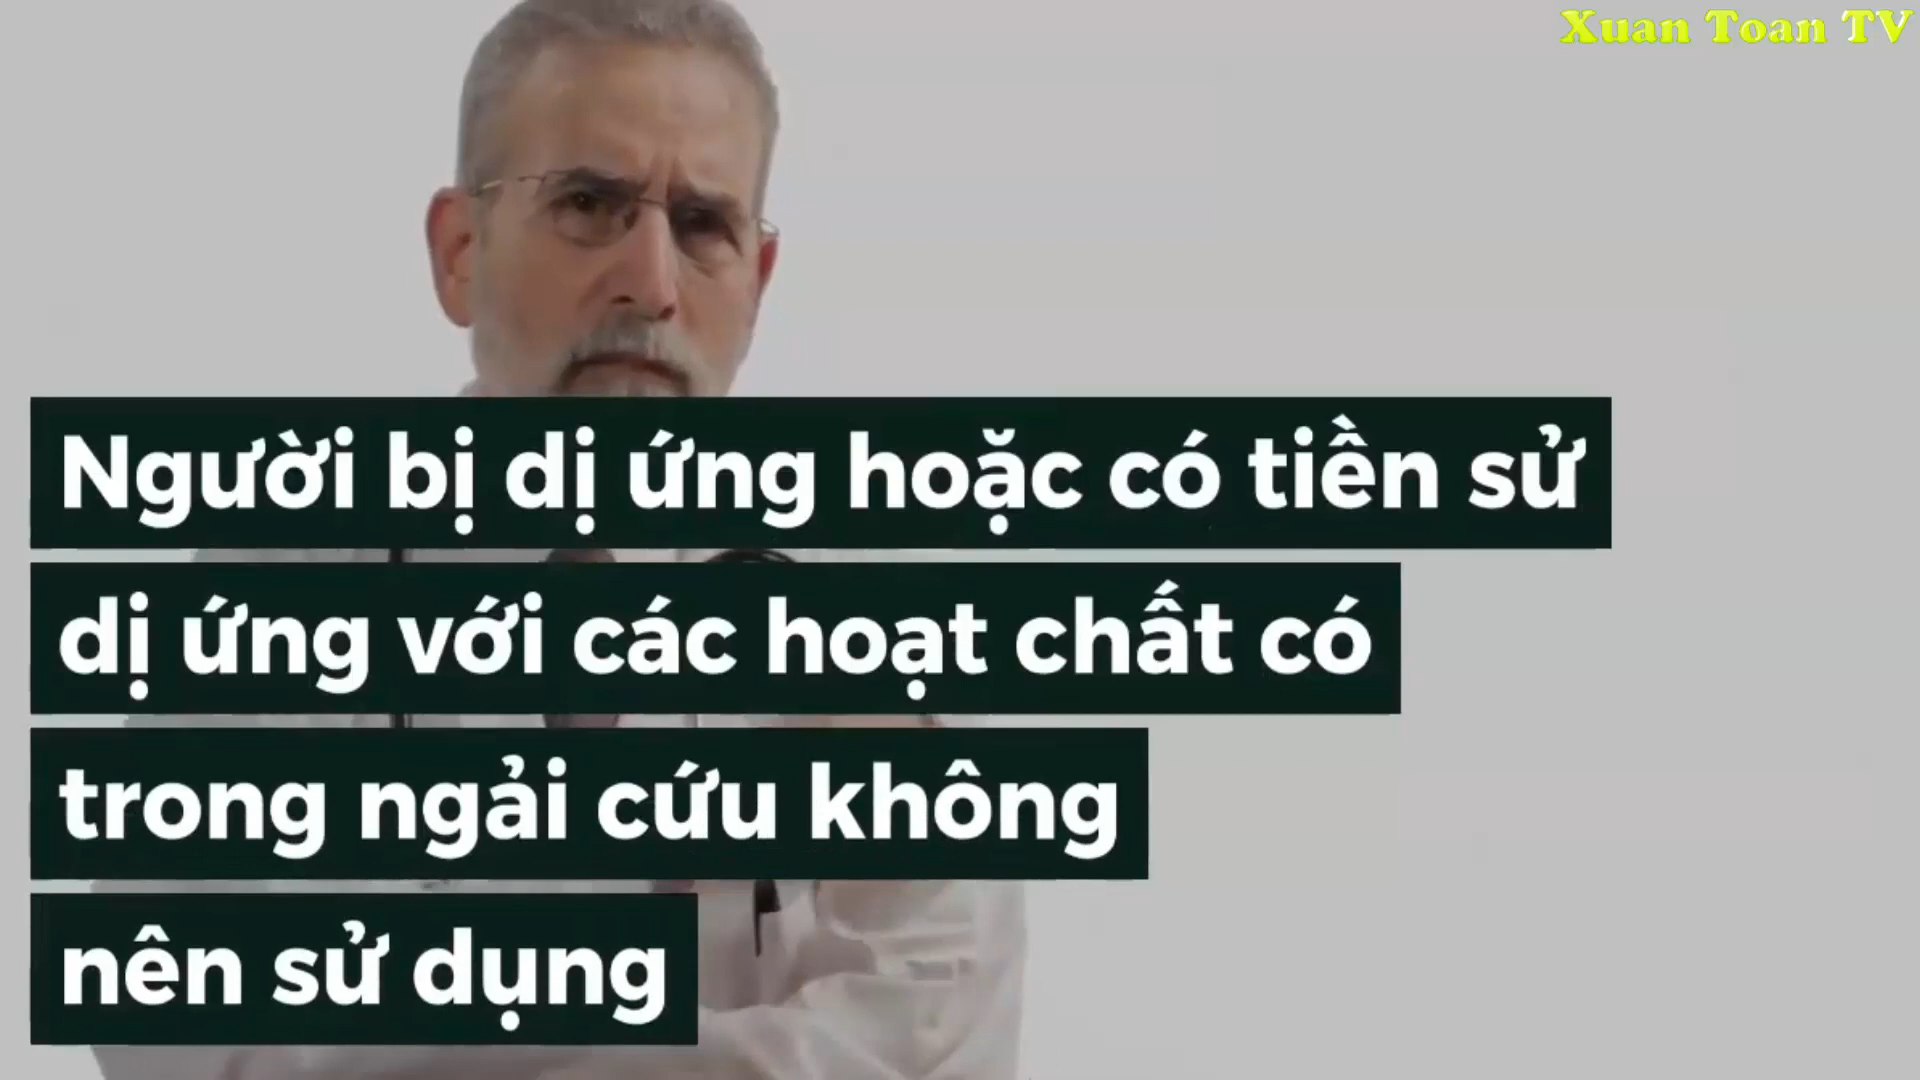 Xuan Toan TV
Người bị dị ứng hoặc có tiền sử
dị ứng với các hoạt chất có
trong ngải cứu không
nên sử dụng